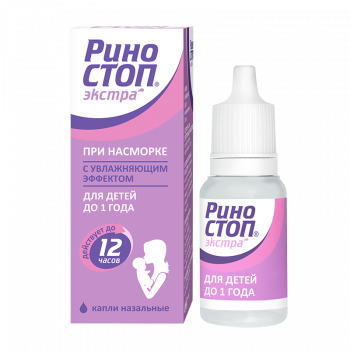 Рино
СТОП®
экстра
ПРИ НАСМОРКЕ
С УВЛАЖНЯЮЩИМ
ЭФФЕКТОМ
ДЛЯ ДЕТЕЙ
ДО 1 ГОДА
действует до
12
часов
капли назальные
Рино
СТОП®
экстра
ДЛЯ ДЕТЕЙ
ДО 1 ГОДА